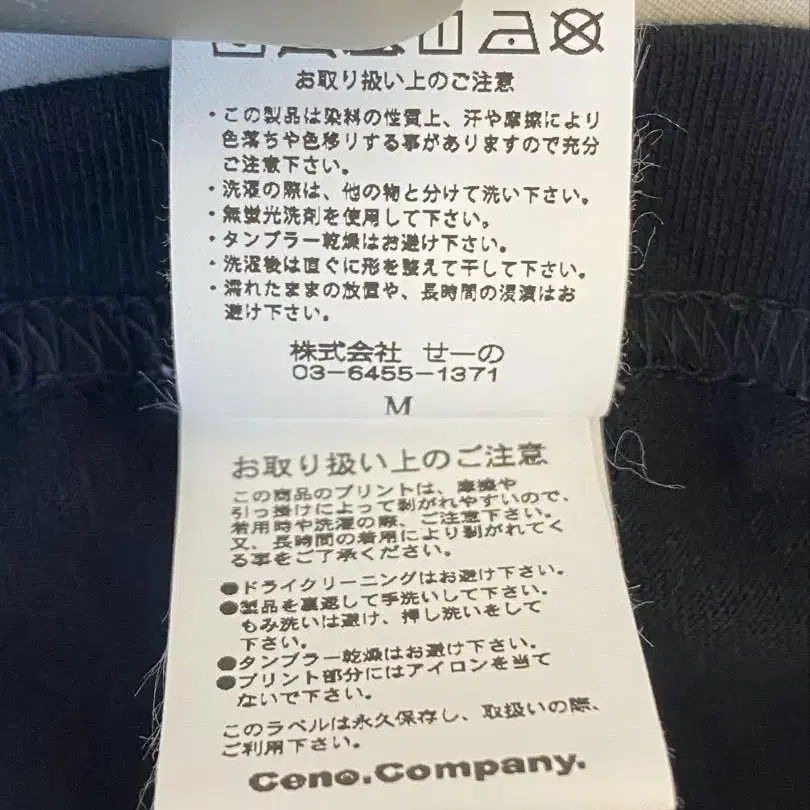 お取り扱い上のご注意
・この製品は染料の性質上、汗や摩擦により
色落ちや色移りする事がありますので充分
ご注意下さい。
・洗濯の際は、他の物と分けて洗い下さい。
・無蛍光洗剤を使用して下さい。
・タンブラー乾燥はお避け下さい。
・洗濯後は直ぐに形を整えて干して下さい。
・濡れたままの放置や、長時間の浸漬はお
避け下さい。
株式会社 せーの
03-6455-1371
M
お取り扱い上のご注意
この商品のプリントは、摩擦や
引っ掛けによって剥がれやすいので、
着用時や洗濯の際、ご注意下さい。
又、長時間の着用により剥がれてく
る事をご了承ください。
●ドライクリーニングはお避け下さい。
●製品を裏返して手洗いして下さい。
もみ洗いは避け、押し洗いをして
下さい。
●タンブラー乾燥はお避け下さい。
●プリント部分にはアイロンを当て
ないで下さい。
このラベルは永久保存し、取扱いの際、
ご利用下さい。
Ceno.Company.